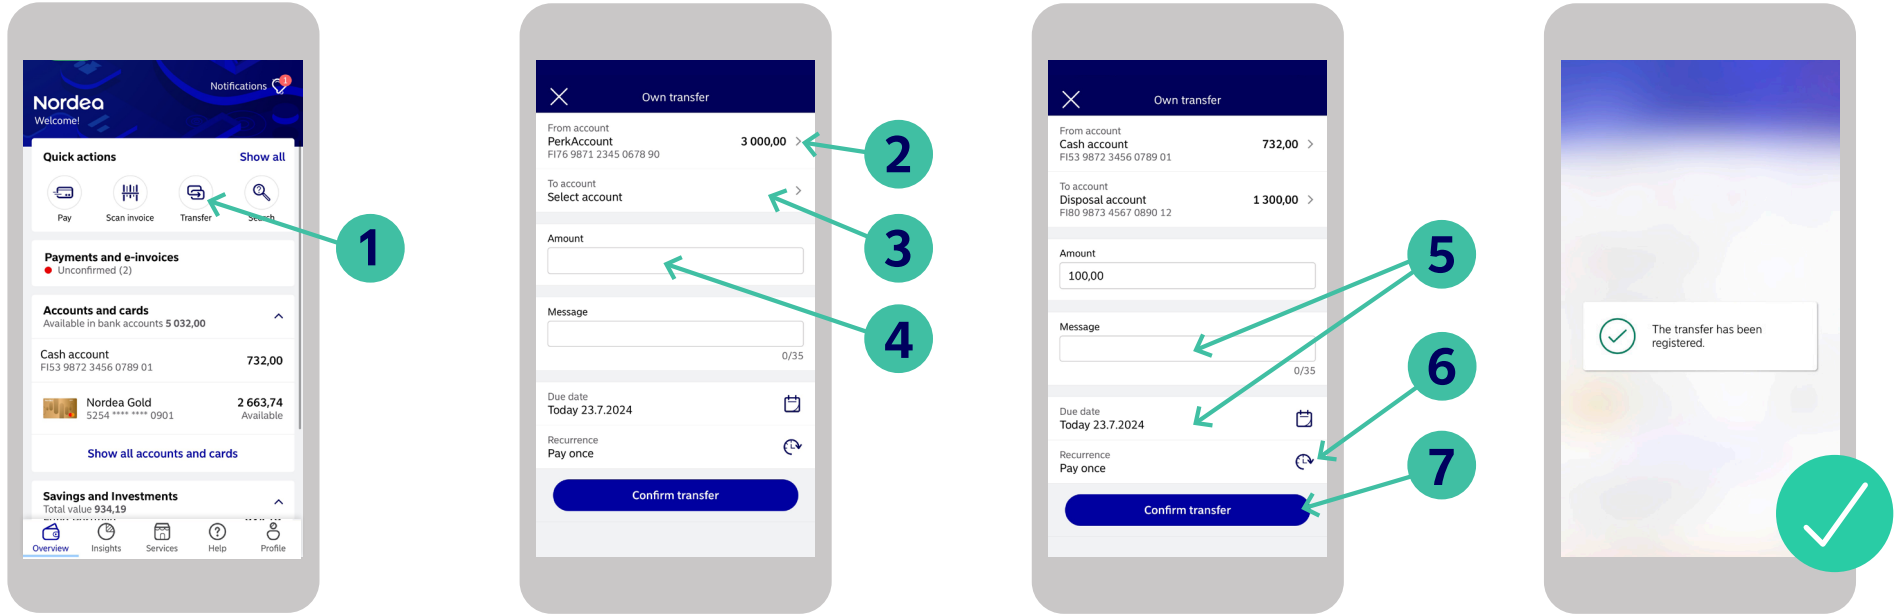 Notifications 1
Nordea
Welcome!
Quick actions Show all
Pay Scan invoice Transfer Search
Payments and e-invoices
Unconfirmed (2)
Accounts and cards
Available in bank accounts 5 032,00
Cash account 732,00
FI53 9872 3456 0789 01
Nordea Gold 2 663,74
5254 **** **** 0901 Available
Show all accounts and cards
Savings and Investments
Total value 934,19
Overview Insights Services Help Profile
1
Own transfer
From account
PerkAccount 3 000,00
FI76 9871 2345 0678 90
To account
Select account
Amount
Message
0/35
Due date
Today 23.7.2024
Recurrence
Pay once
Confirm transfer
2
3
4
Own transfer
From account
Cash account 732,00
FI53 9872 3456 0789 01
To account
Disposal account 1 300,00
FI80 9873 4567 0890 12
Amount
100,00
Message
0/35
Due date
Today 23.7.2024
Recurrence
Pay once
Confirm transfer
5
6
7
The transfer has been
registered.